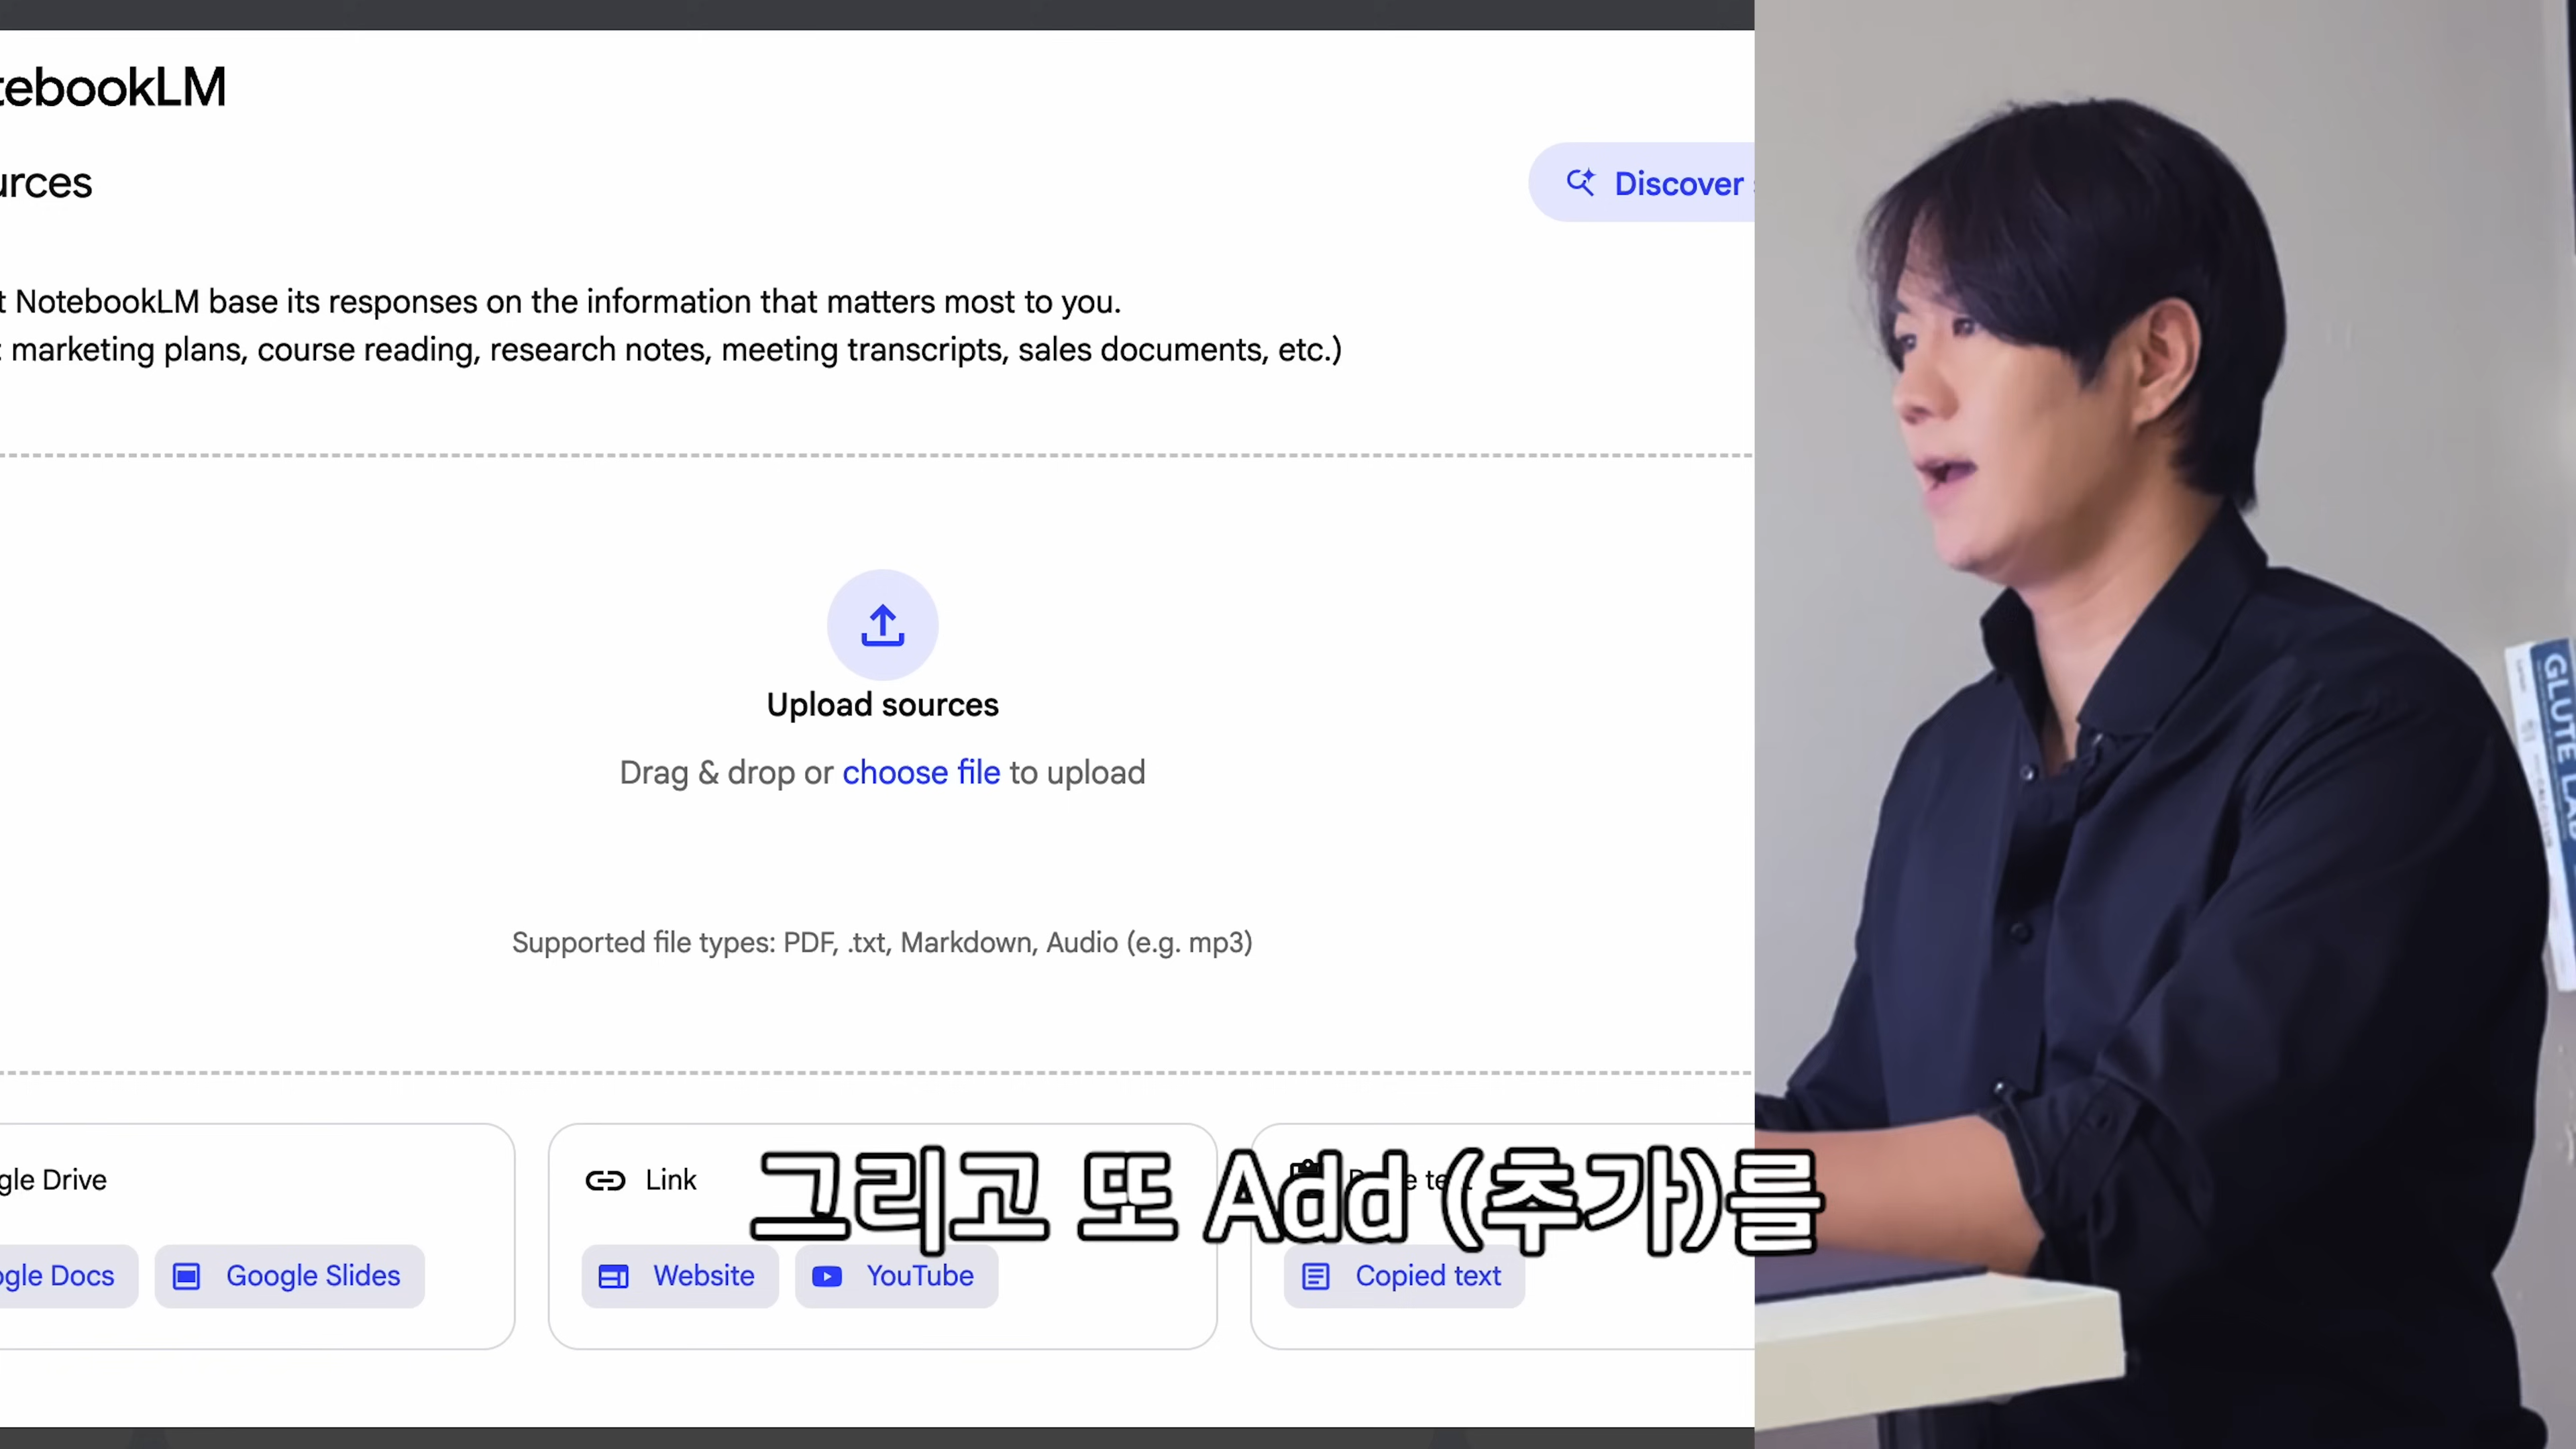 tebookLM
urces
Discover
t NotebookLM base its responses on the information that matters most to you.
: marketing plans, course reading, research notes, meeting transcripts, sales documents, etc.)
Upload sources
Drag & drop or choose file to upload
Supported file types: PDF, .txt, Markdown, Audio (e.g. mp3)
gle Drive
Link
그리고 또 Add (추가)를
ogle Docs
Google Slides
Website
YouTube
Copied text
GLUTE LAB